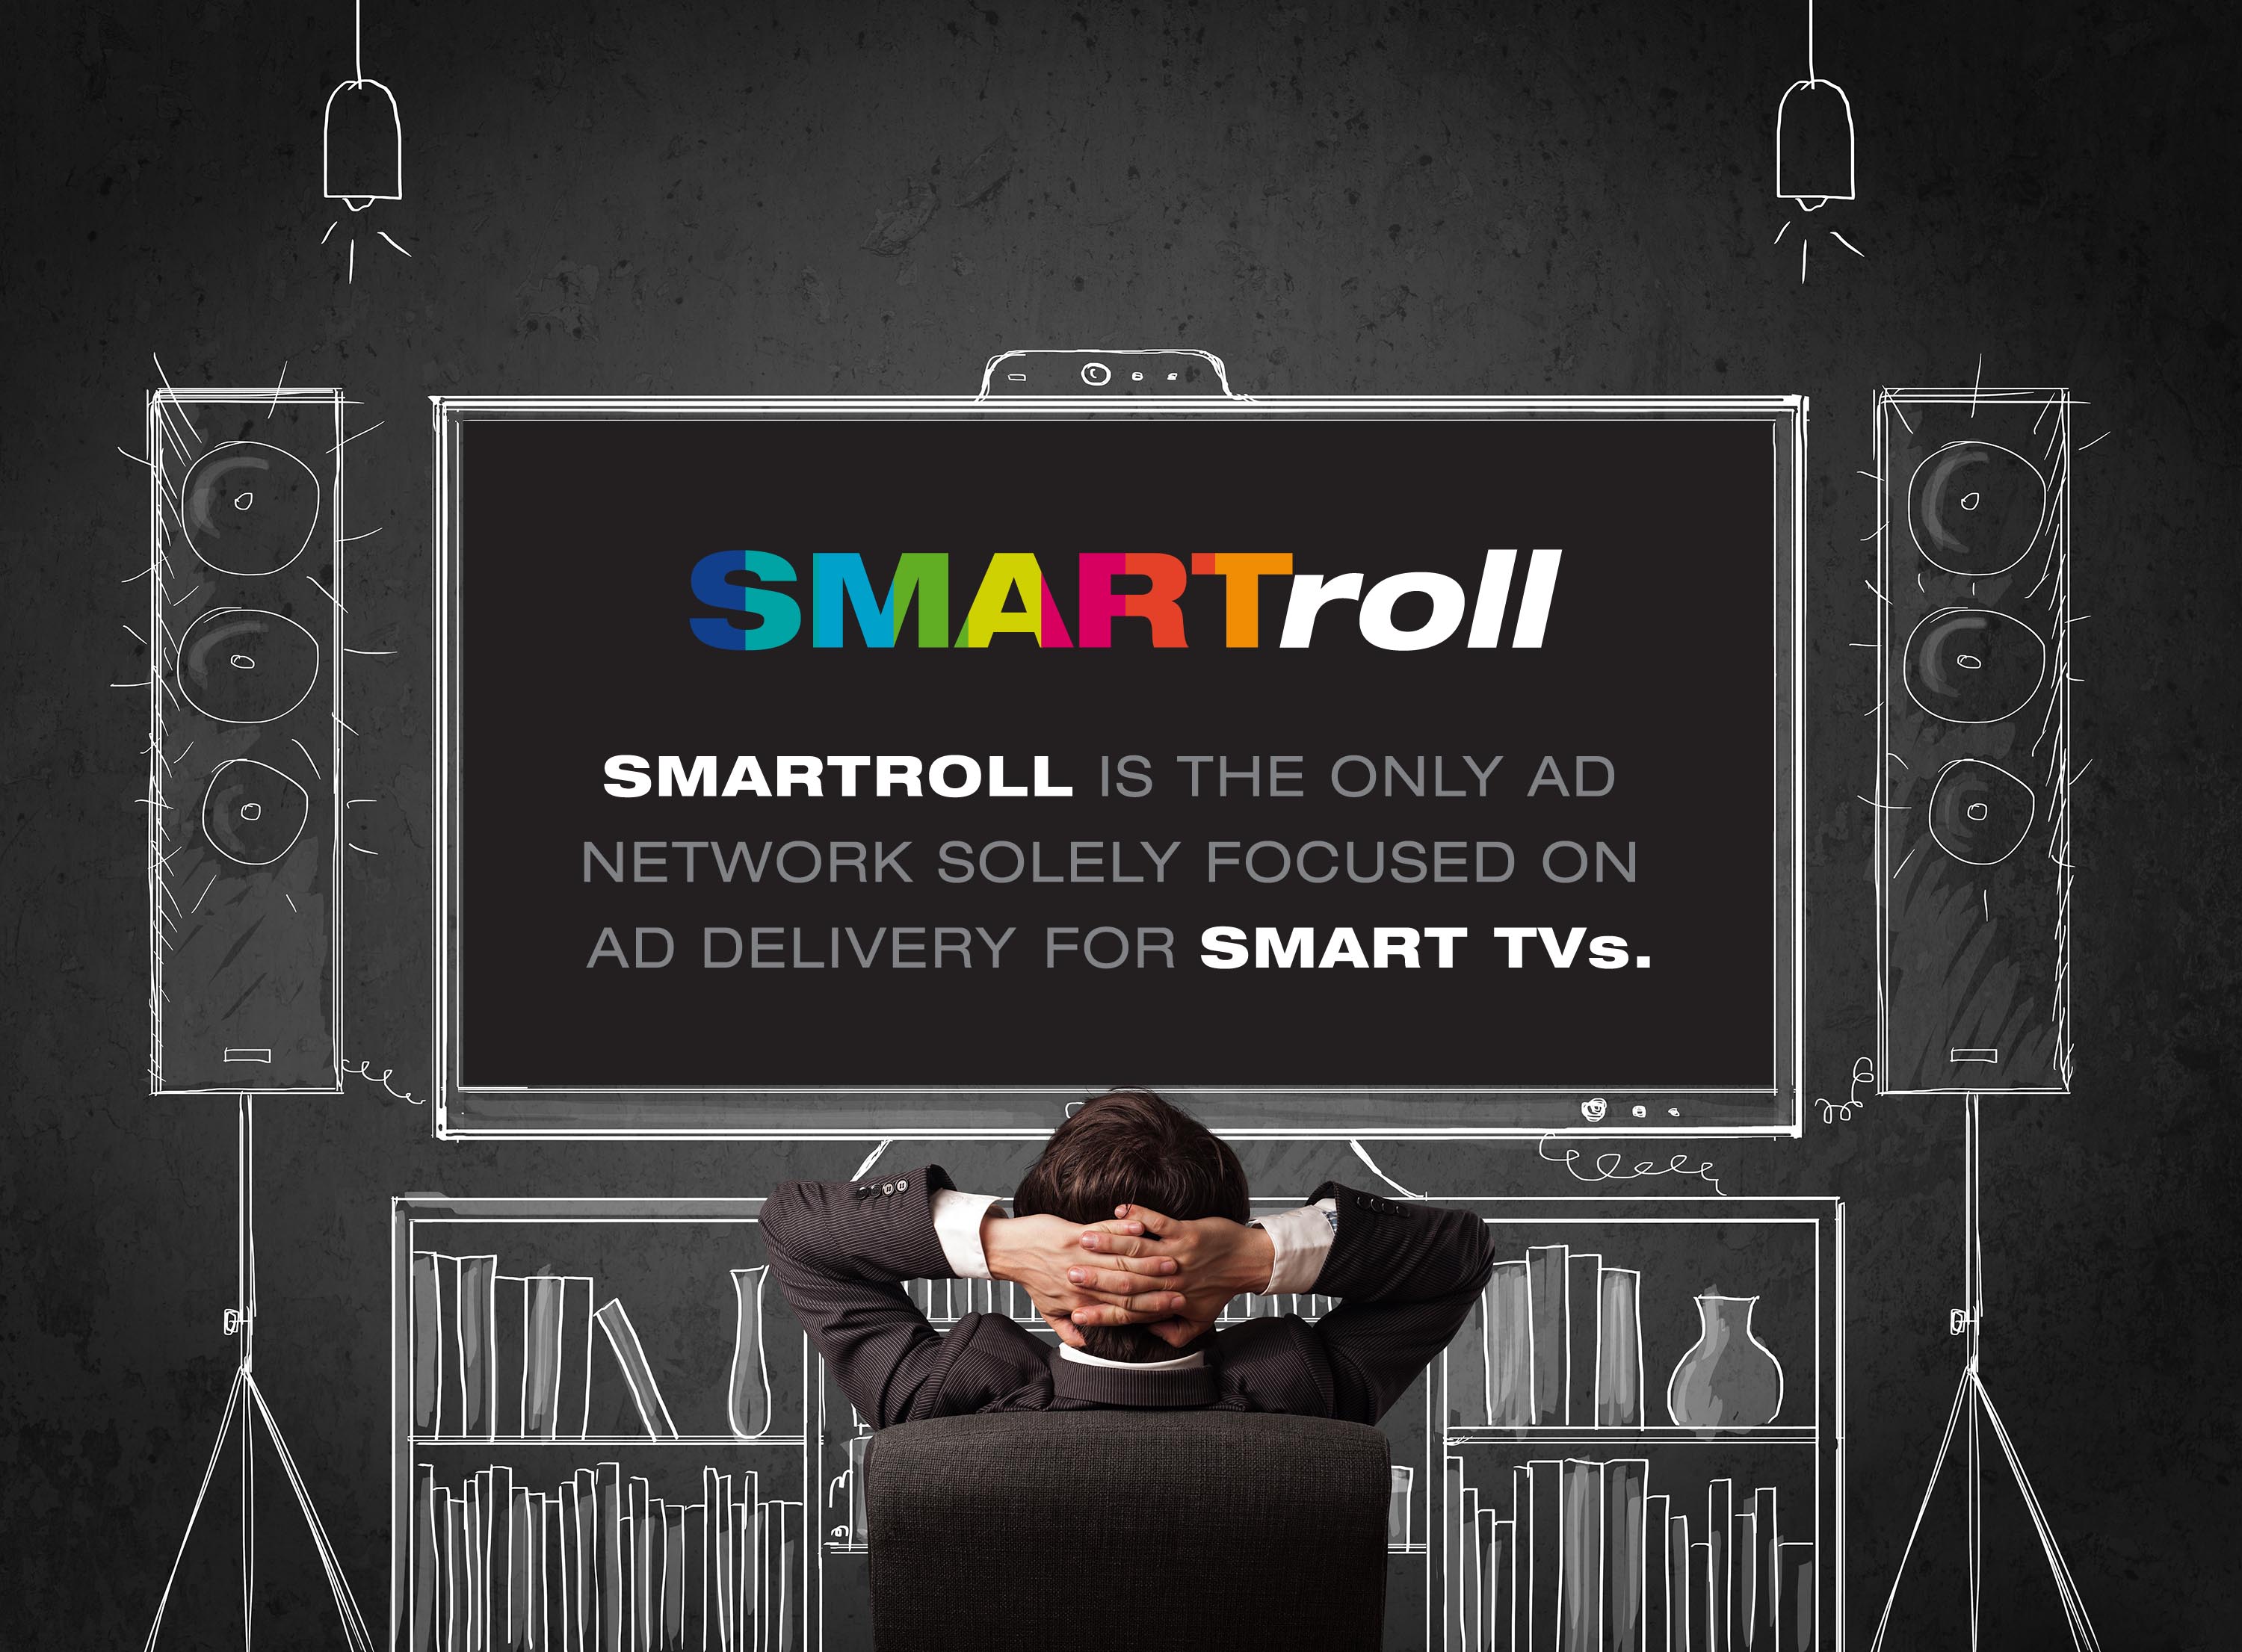 SMARTroll
SMARTROLL IS THE ONLY AD
NETWORK SOLELY FOCUSED ON
AD DELIVERY FOR SMART TVs.